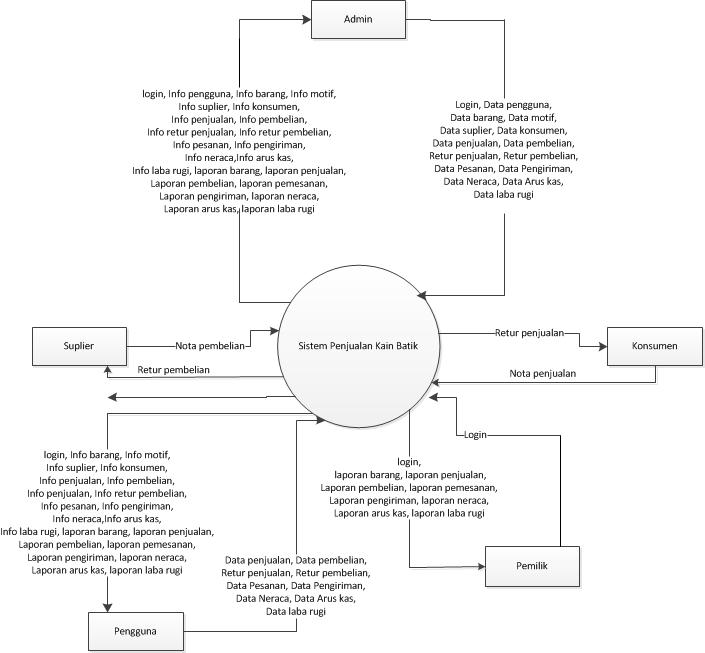 Admin
login, Info pengguna, Info barang, Info motif,
Info suplier, Info konsumen,
Info penjualan, Info pembelian,
Info retur penjualan, Info retur pembelian,
Info pesanan, Info pengiriman,
Info neraca,Info arus kas,
Info laba rugi, laporan barang, laporan penjualan,
Laporan pembelian, laporan pemesanan,
Laporan pengiriman, laporan neraca,
Laporan arus kas, laporan laba rugi
Login, Data pengguna,
Data barang, Data motif,
Data suplier, Data konsumen,
Data penjualan, Data pembelian,
Retur penjualan, Retur pembelian,
Data Pesanan, Data Pengiriman,
Data Neraca, Data Arus kas,
Data laba rugi
Suplier
Nota pembelian
Retur pembelian
Sistem Penjualan Kain Batik
Retur penjualan
Konsumen
Nota penjualan
login, Info barang, Info motif,
Info suplier, Info konsumen,
Info penjualan, Info pembelian,
Info penjualan, Info retur pembelian,
Info pesanan, Info pengiriman,
Info neraca,Info arus kas,
Info laba rugi, laporan barang, laporan penjualan,
Laporan pembelian, laporan pemesanan,
Laporan pengiriman, laporan neraca,
Laporan arus kas, laporan laba rugi
Data penjualan, Data pembelian,
Retur penjualan, Retur pembelian,
Data Pesanan, Data Pengiriman,
Data Neraca, Data Arus kas,
Data laba rugi
login,
laporan barang, laporan penjualan,
Laporan pembelian, laporan pemesanan,
Laporan pengiriman, laporan neraca,
Laporan arus kas, laporan laba rugi
Login
Pemilik
Pengguna